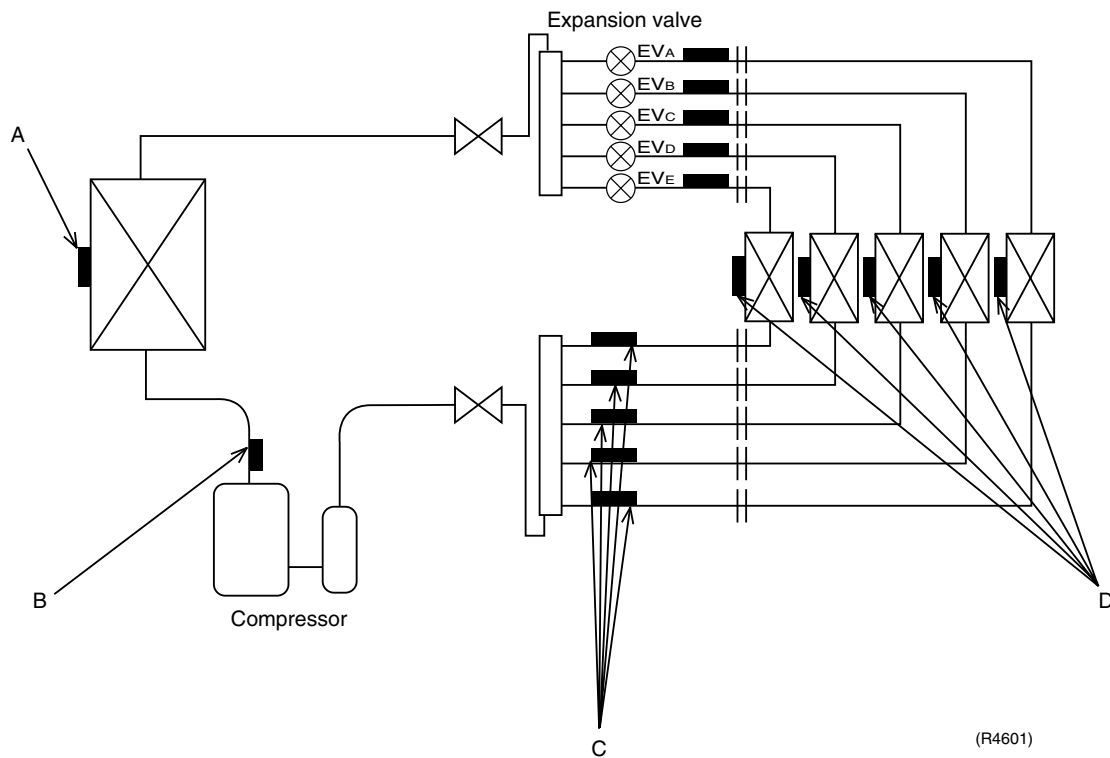 Expansion valve
EVA
EVB
EVC
EVD
EVE
A
B
Compressor
D
C
(R4601)